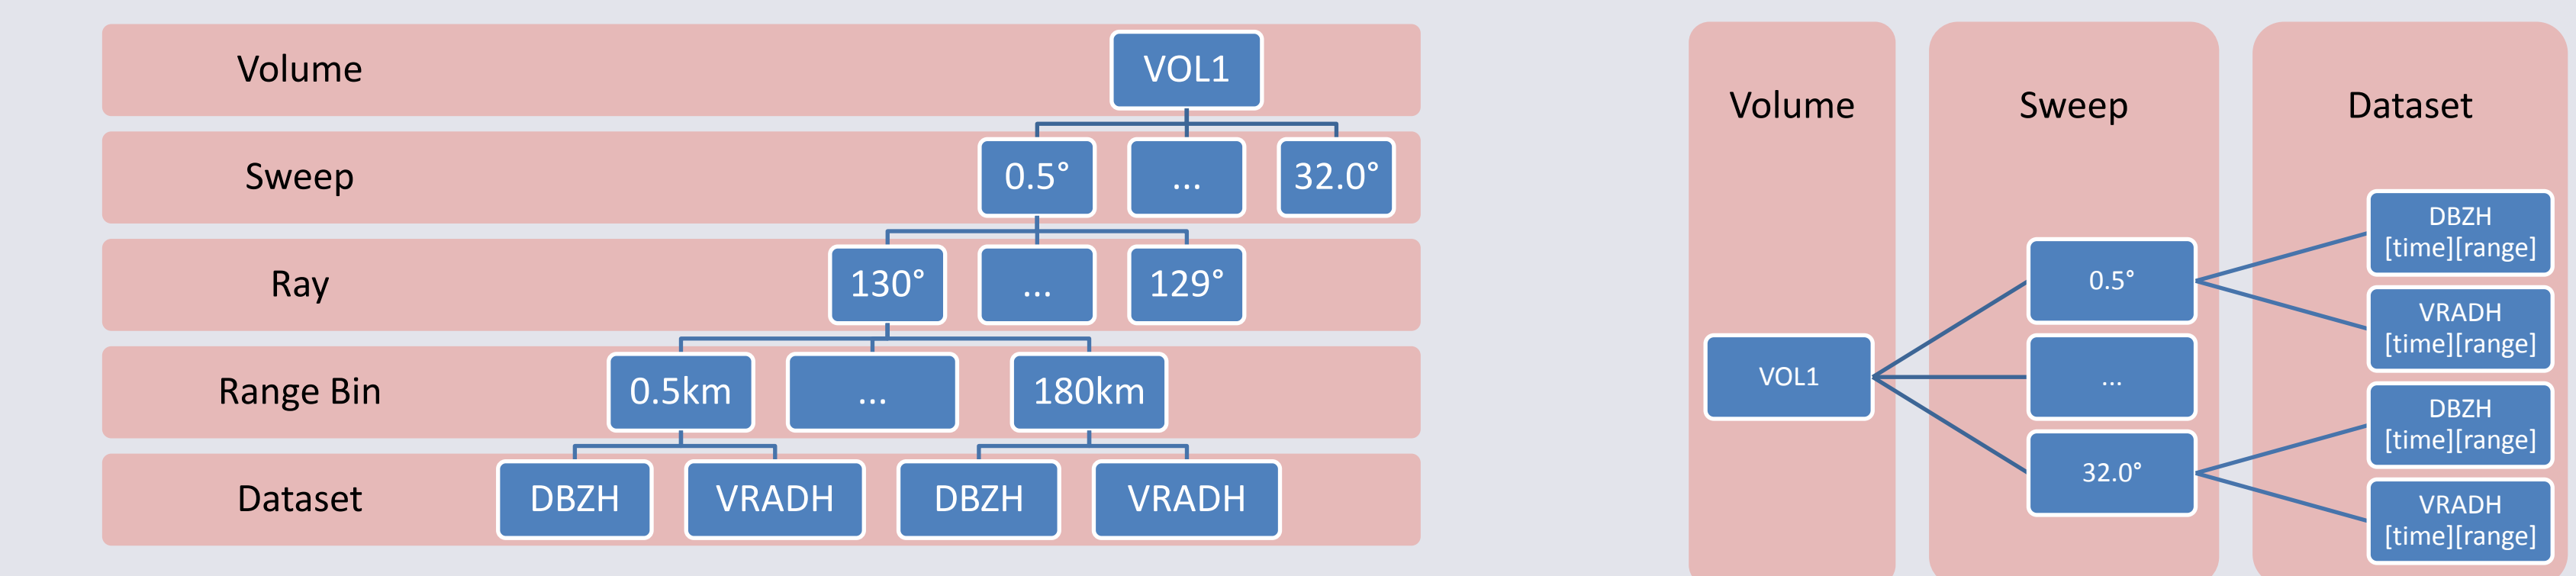 Volume
VOL1
Sweep
0.5°
...
32.0°
Ray
130°
...
129°
Range Bin
0.5km
...
180km
Dataset
DBZH
VRADH
DBZH
VRADH
Volume
Sweep
Dataset
VOL1
0.5°
...
32.0°
DBZH
[time][range]
VRADH
[time][range]
DBZH
[time][range]
VRADH
[time][range]